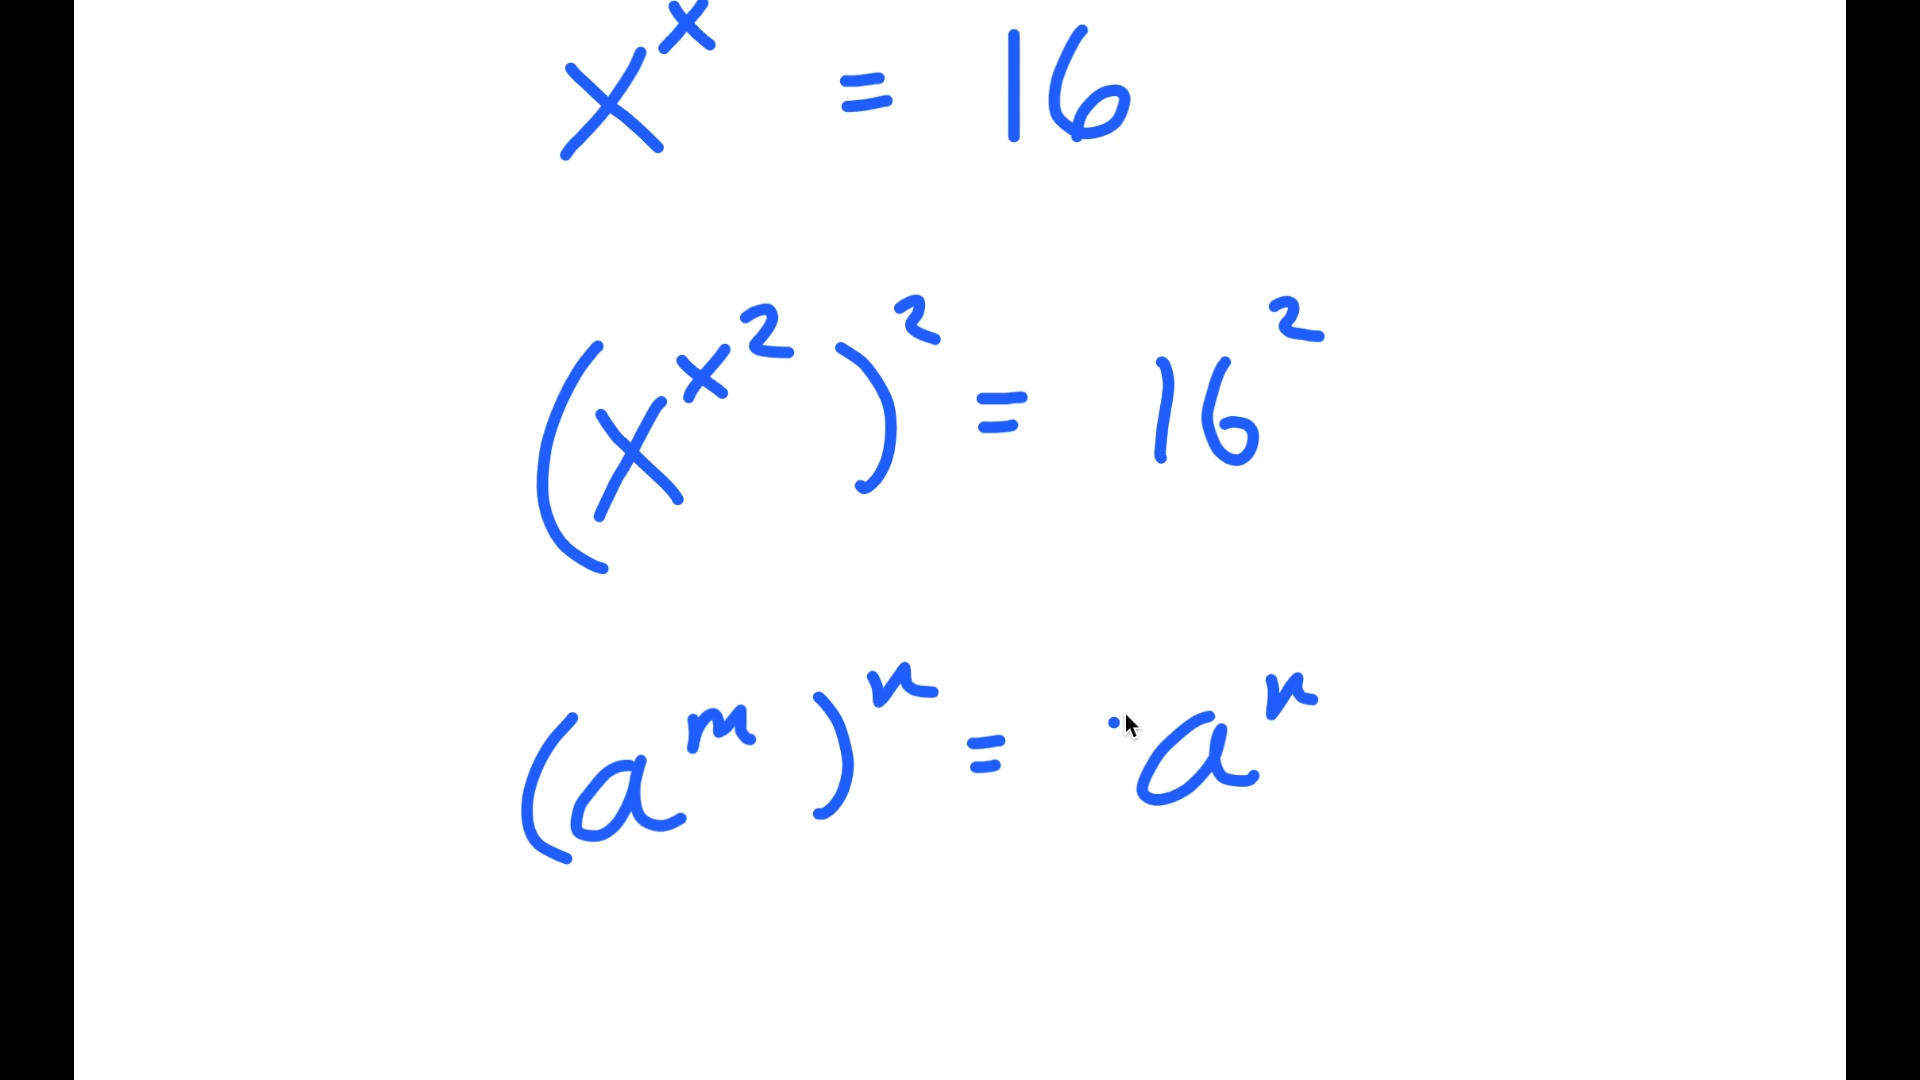 x^x = 16
(x^x^2)^2 = 16^2
(a^m)^n = a^n